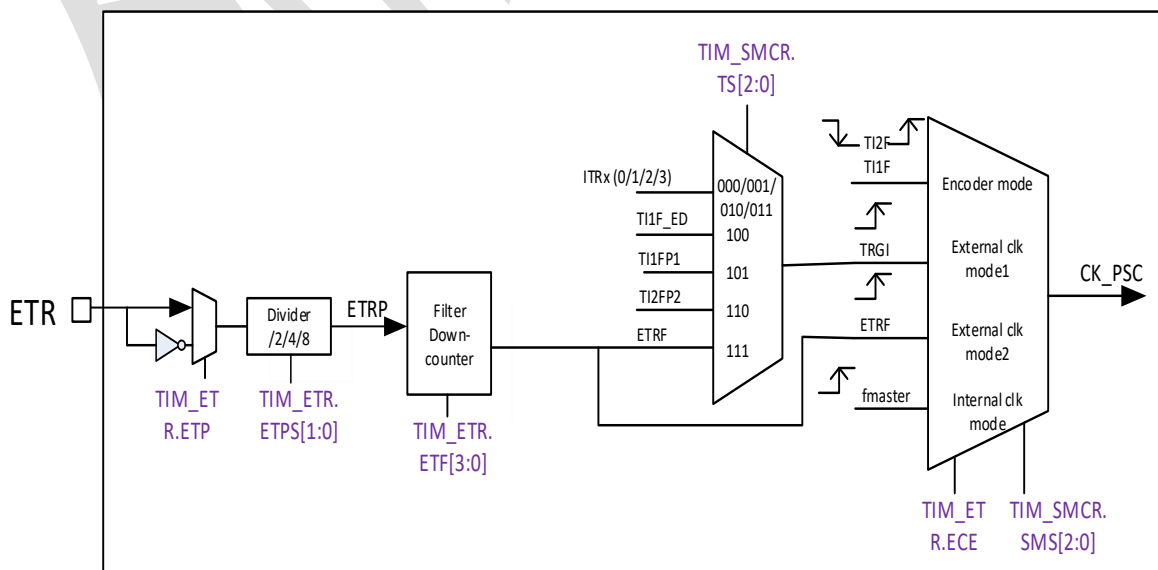 TIM_SMCR.
TS[2:0]
TI2F
TI1F
ITRx (0/1/2/3)
000/001/
010/011
Encoder mode
TI1F_ED
100
TRGI
External clk
mode1
TI1FP1
101
CK_PSC
ETR
Divider
/2/4/8
ETRP
Filter
Down-
counter
TI2FP2
110
ETRF
111
ETRF
External clk
mode2
fmaster
Internal clk
mode
TIM_ET
R.ETP
TIM_ETR.
ETPS[1:0]
TIM_ETR.
ETF[3:0]
TIM_ET
R.ECE
TIM_SMCR.
SMS[2:0]